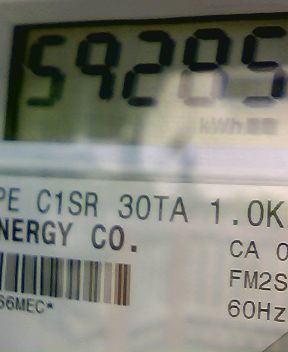 59285
kWh
PE C1SR 30TA 1.0K
NERGY CO.
CA 0
FM2S
60Hz
66MEC*